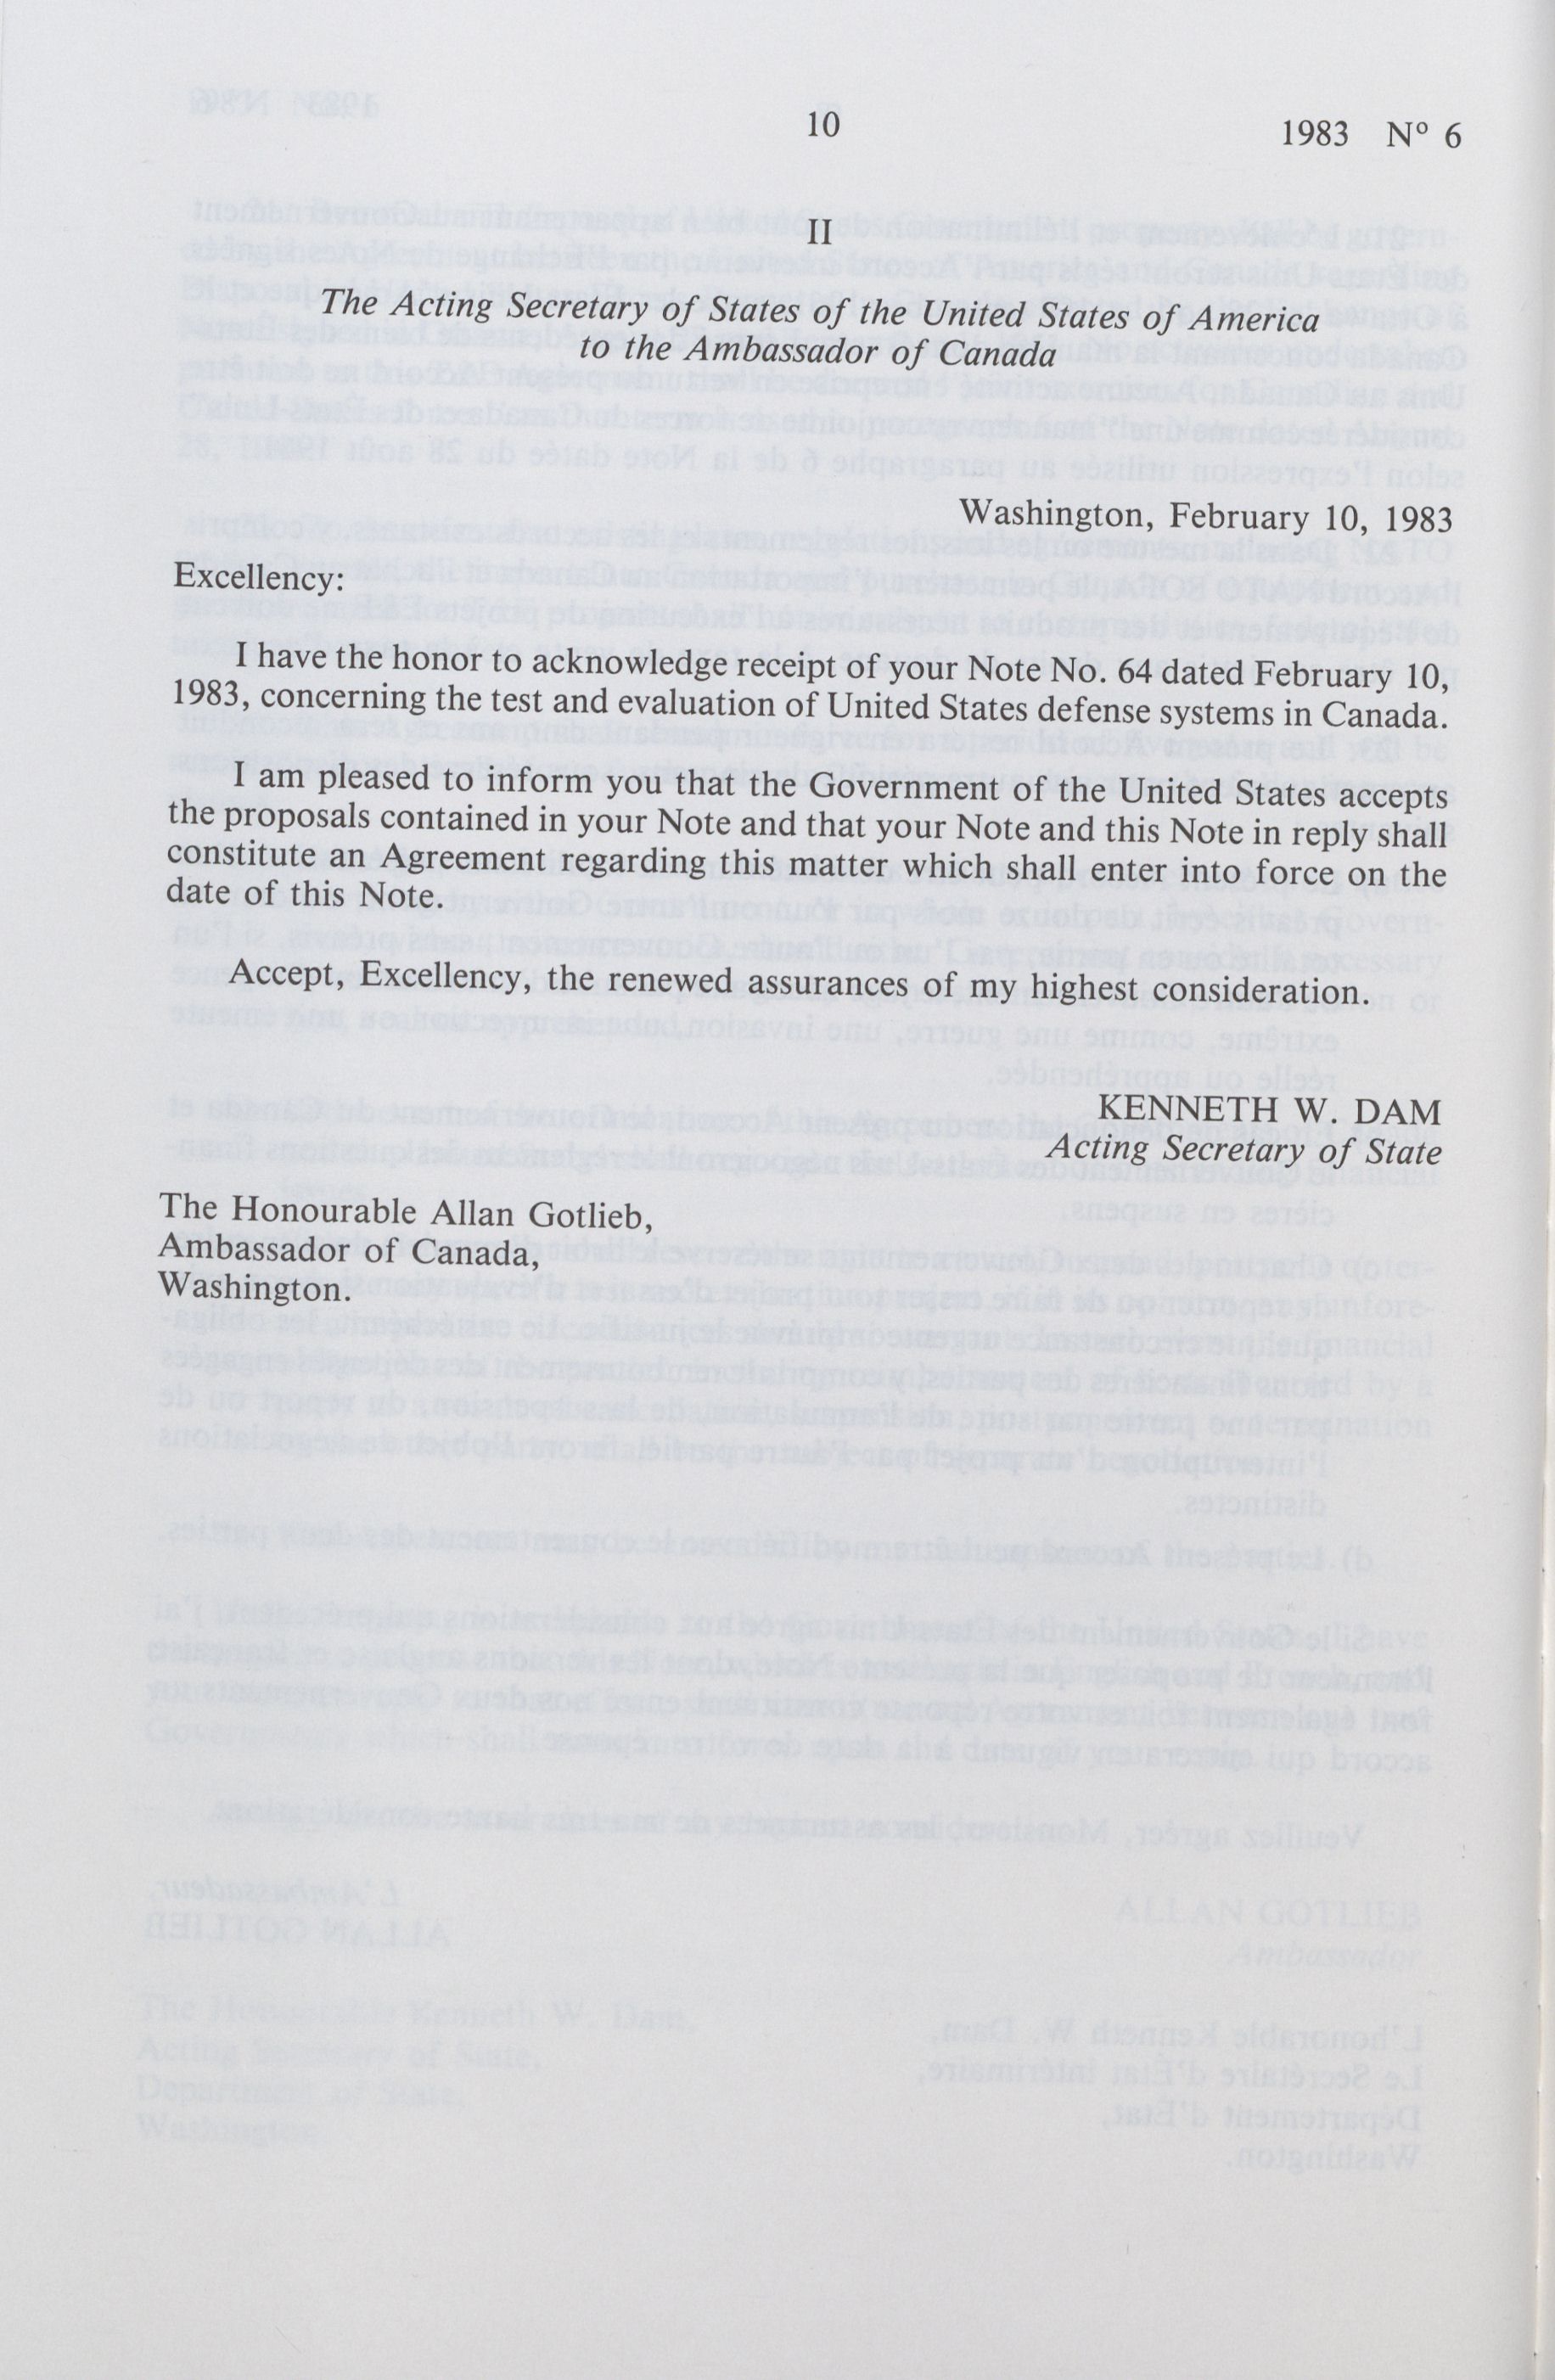 10
1983 Nº 6
II
The Acting Secretary of States of the United States of America
to the Ambassador of Canada
Washington, February 10, 1983
Excellency:
I have the honor to acknowledge receipt of your Note No. 64 dated February 10,
1983, concerning the test and evaluation of United States defense systems in Canada.
I am pleased to inform you that the Government of the United States accepts
the proposals contained in your Note and that your Note and this Note in reply shall
constitute an Agreement regarding this matter which shall enter into force on the
date of this Note.
Accept, Excellency, the renewed assurances of my highest consideration.
KENNETH W. DAM
Acting Secretary of State
The Honourable Allan Gotlieb,
Ambassador of Canada,
Washington.